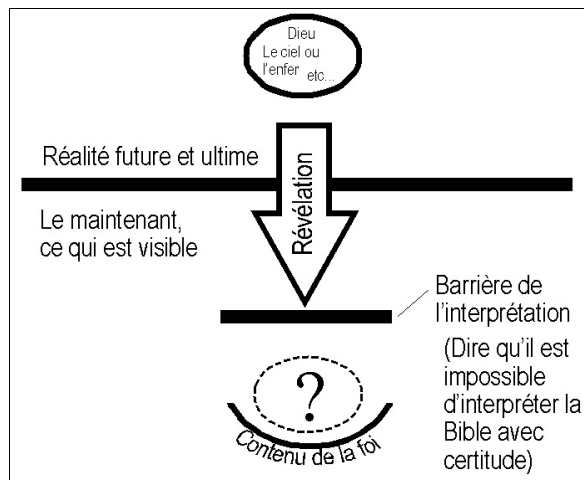 Dieu
Le ciel ou
l'enfer etc...
Réalité future et ultime
Révélation
Le maintenant,
ce qui est visible
Barrière de
l'interprétation
(Dire qu'il est
impossible
d'interpréter la
Bible avec
certitude)
?
Contenu de la foi